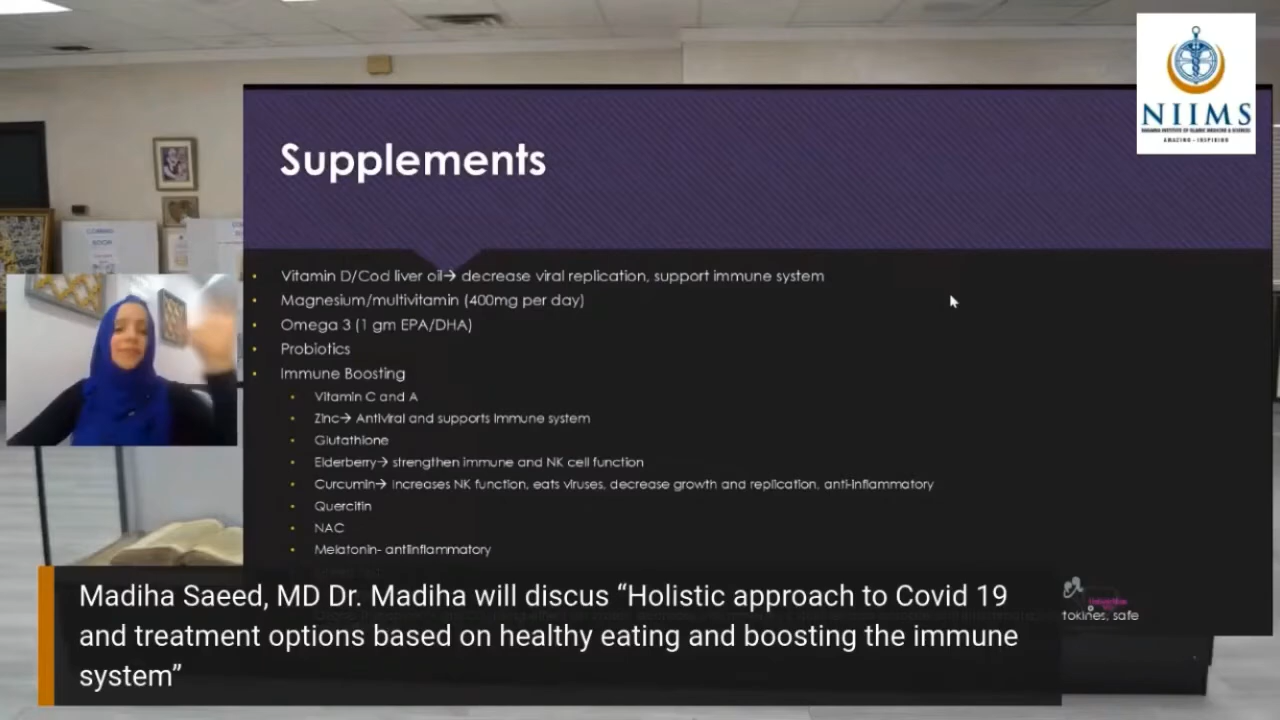 NIIMS
AMAZING - INSPIRING
Supplements
Vitamin D/Cod liver oil→ decrease viral replication, support immune system
Magnesium/multivitamin (400mg per day)
Omega 3 (1 gm EPA/DHA)
Probiotics
Immune Boosting
Vitamin C and A
Zinc→ Antiviral and supports immune system
Glutathione
Elderberry→ strengthen immune and NK cell function
Curcumin→ increases NK function, eats viruses, decrease growth and replication, anti-inflammatory
Quercitin
NAC
Melatonin- antiinflammatory
tokines, safe
Madiha Saeed, MD Dr. Madiha will discus “Holistic approach to Covid 19
and treatment options based on healthy eating and boosting the immune
system”